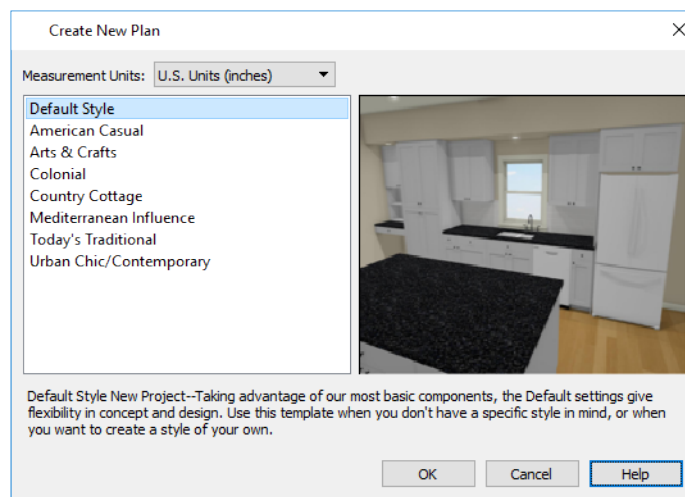 Create New Plan
Measurement Units: U.S. Units (inches)
Default Style
American Casual
Arts & Crafts
Colonial
Country Cottage
Mediterranean Influence
Today's Traditional
Urban Chic/Contemporary
Default Style New Project--Taking advantage of our most basic components, the Default settings give
flexibility in concept and design. Use this template when you don't have a specific style in mind, or when
you want to create a style of your own.
OK Cancel Help